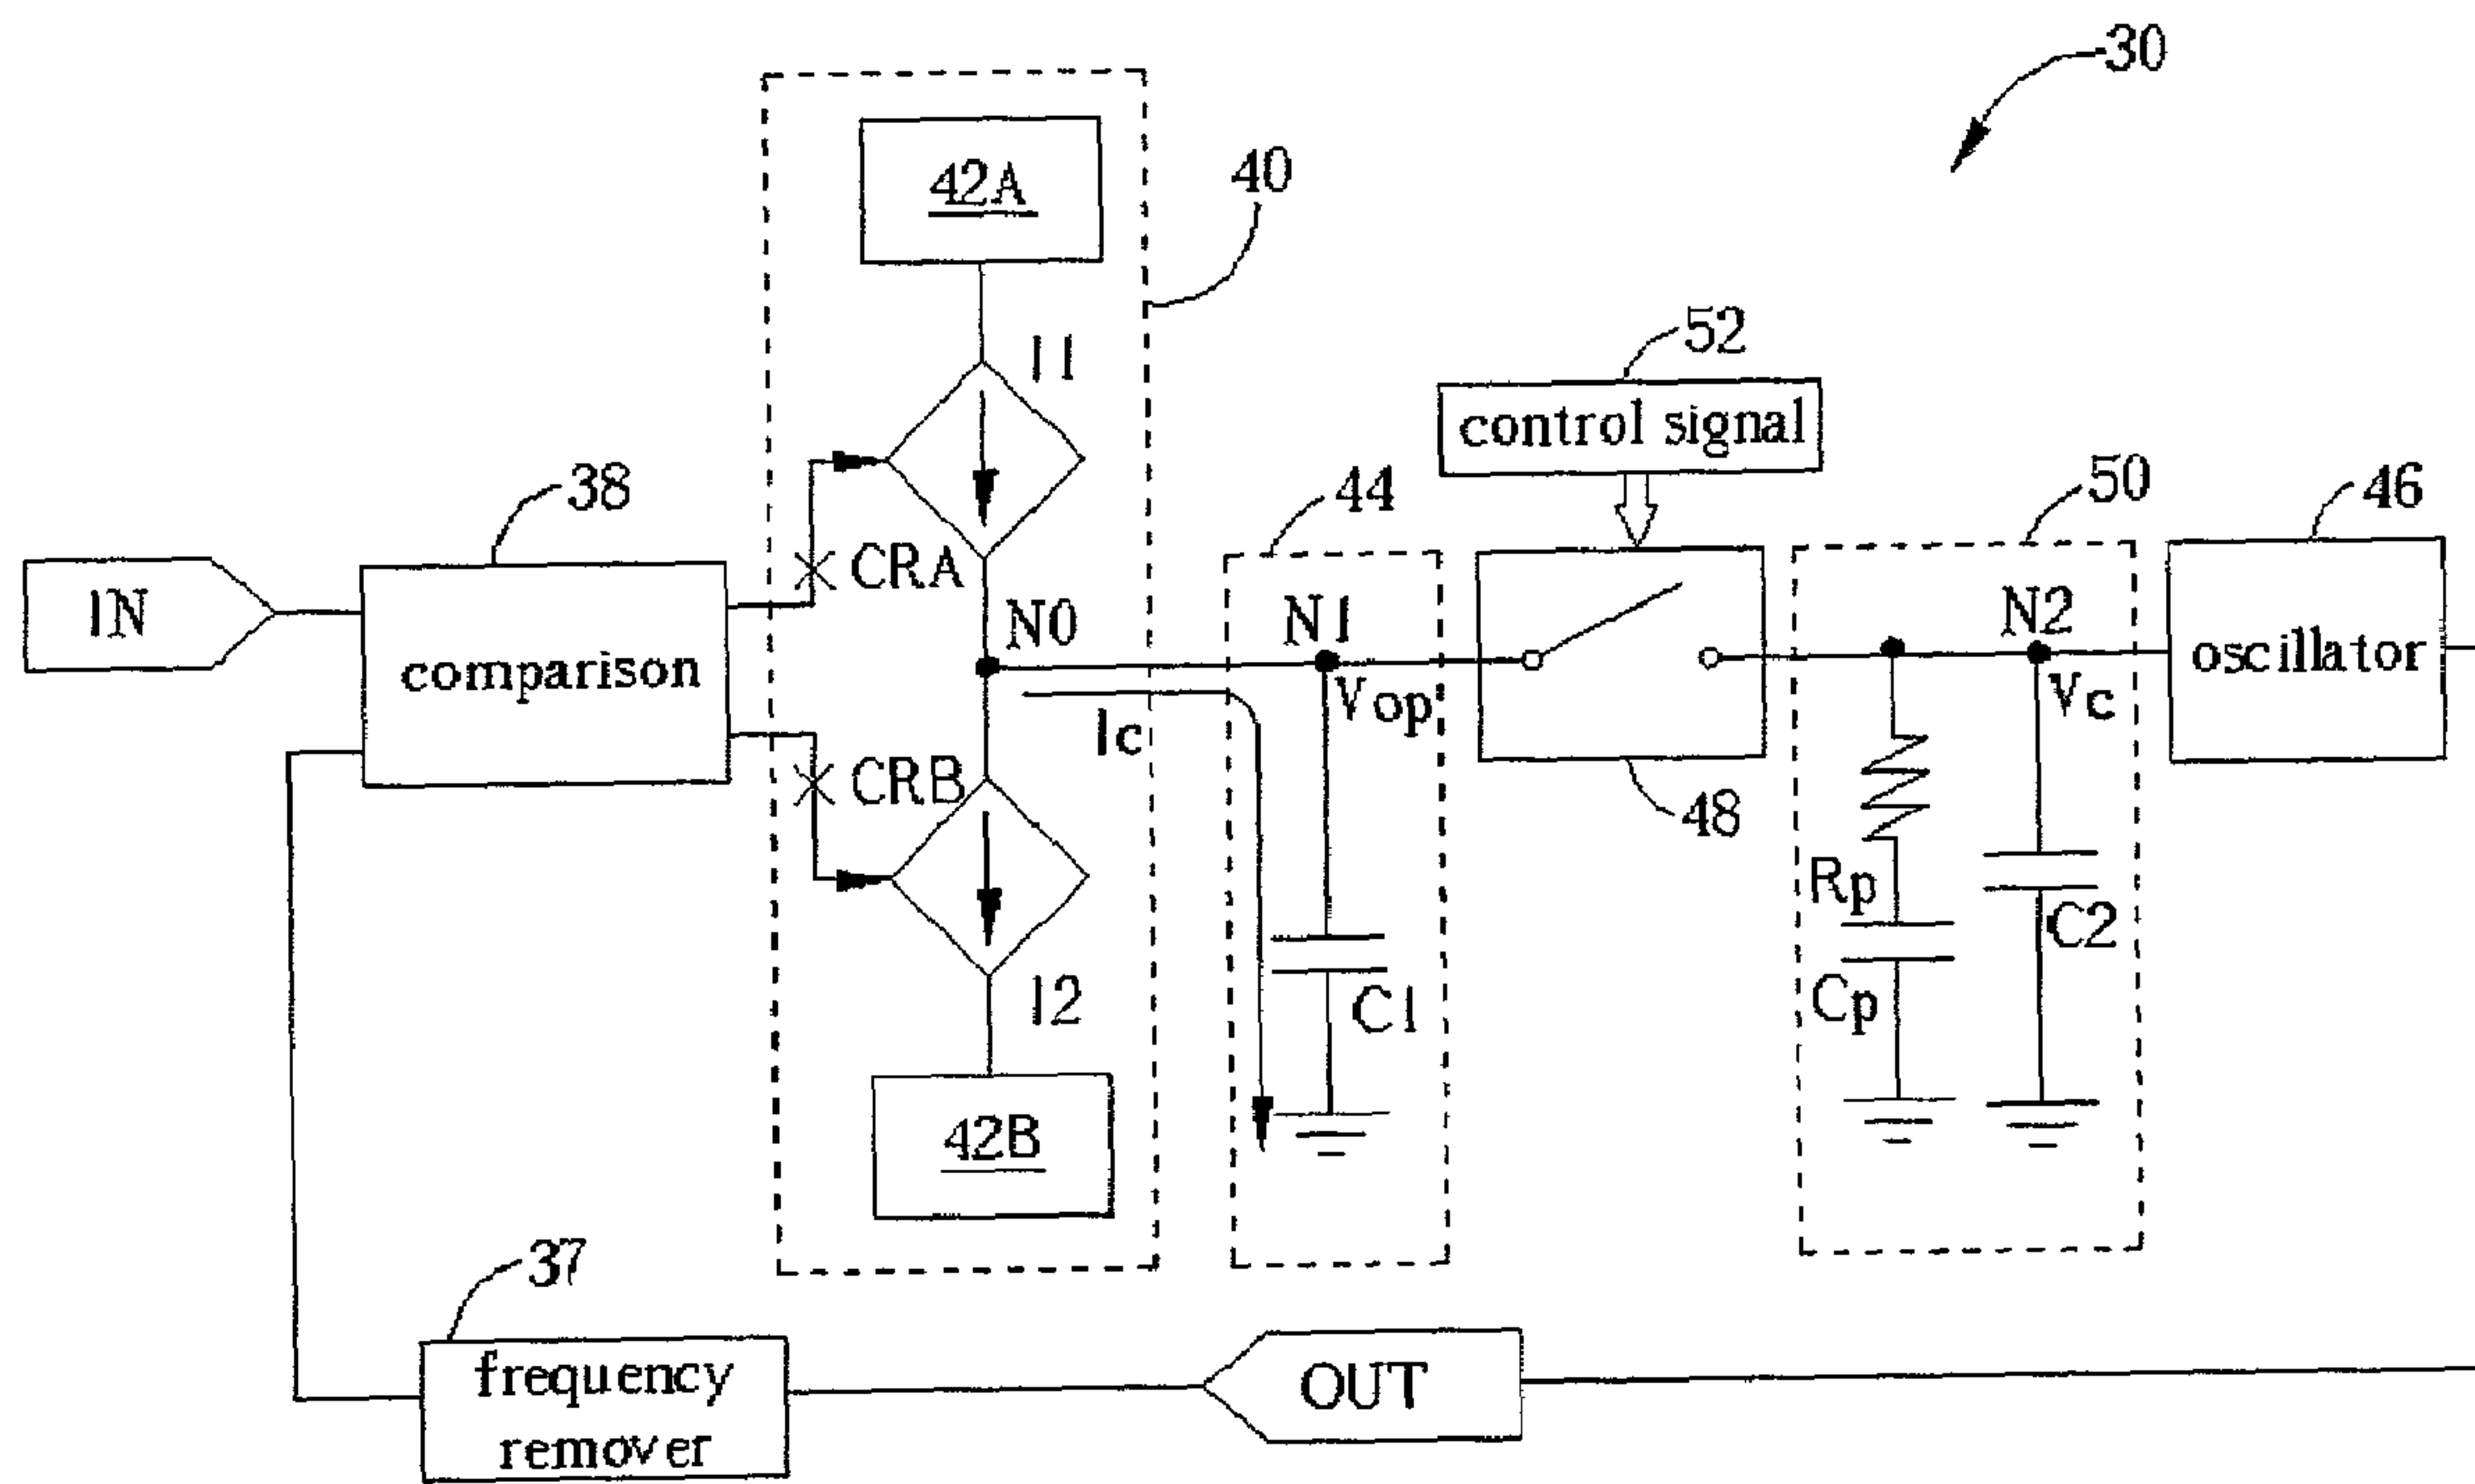 30
42A
40
I1
52
control signal
38
44
50
46
IN
CRA
N0
N1
N2
comparison
oscillator
Vop
Vc
Ic
CRB
48
Rp
C2
I2
Cp
C1
42B
37
frequency
remover
OUT